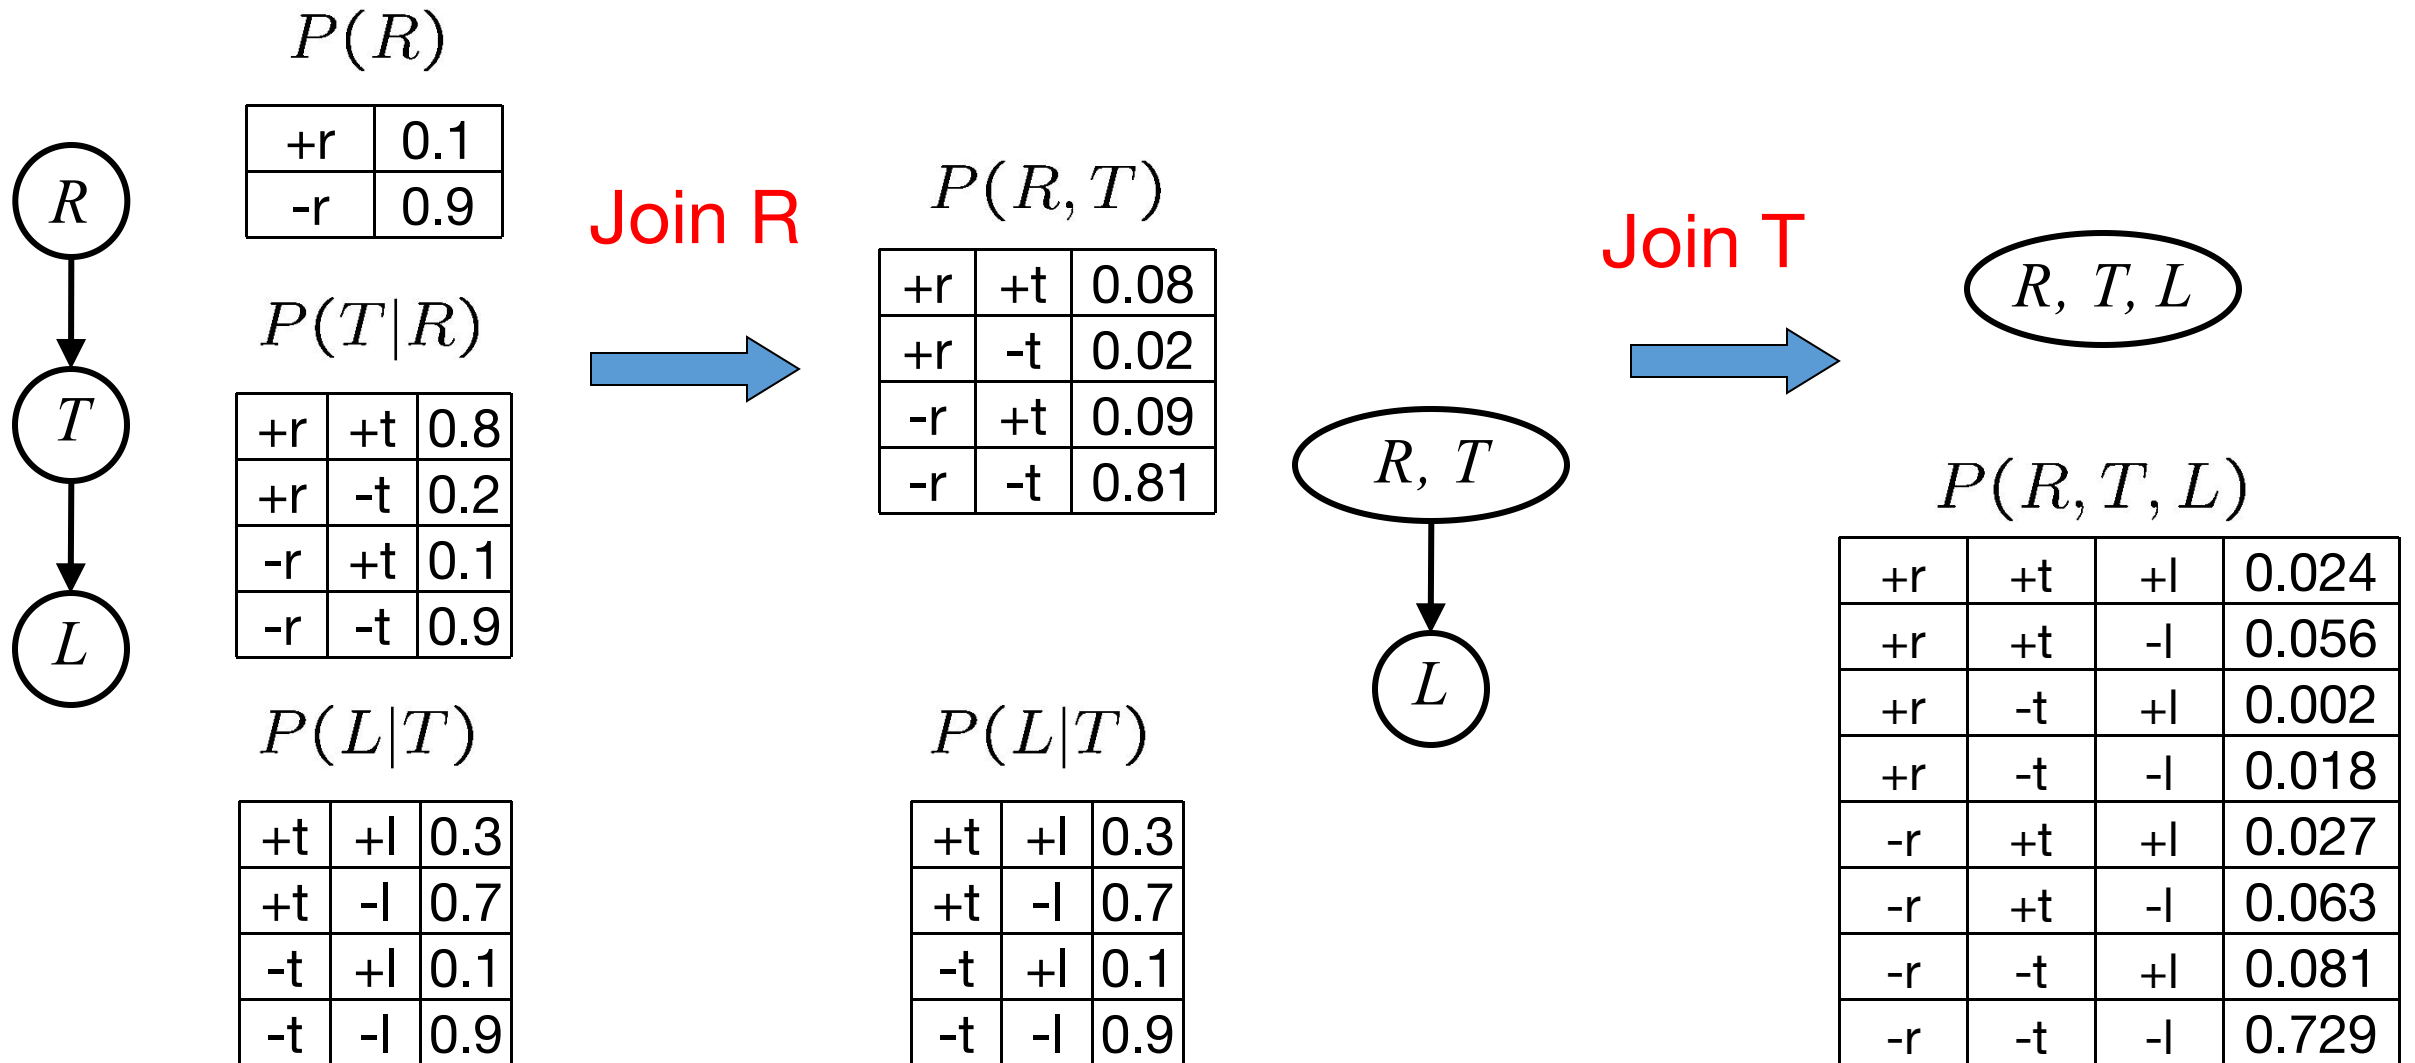 R
T
L
P(R)
+r 0.1
-r 0.9
P(T|R)
+r +t 0.8
+r -t 0.2
-r +t 0.1
-r -t 0.9
P(L|T)
+t +l 0.3
+t -l 0.7
-t +l 0.1
-t -l 0.9
Join R
P(R,T)
+r +t 0.08
+r -t 0.02
-r +t 0.09
-r -t 0.81
P(L|T)
+t +l 0.3
+t -l 0.7
-t +l 0.1
-t -l 0.9
R, T
L
Join T
R, T, L
P(R,T,L)
+r +t +l 0.024
+r +t -l 0.056
+r -t +l 0.002
+r -t -l 0.018
-r +t +l 0.027
-r +t -l 0.063
-r -t +l 0.081
-r -t -l 0.729